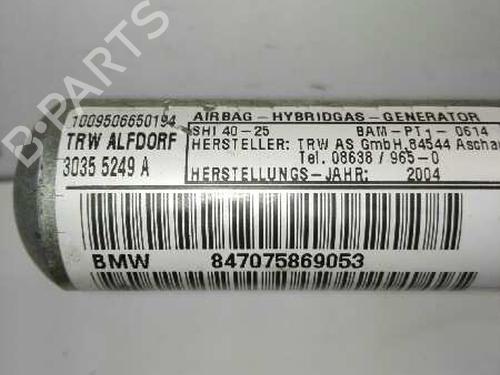 1009506650194
TRW ALFDORF
3035 5249 A
AIRBAG-HYBRIDGAS-GENERATOR
SHI 40-25 BAM-PT1-0614
HERSTELLER: TRW AS GmbH, 84544 Aschau
Tel. 08638 / 965-0
HERSTELLUNGS-JAHR: 2004
BMW 847075869053
B-PARTS